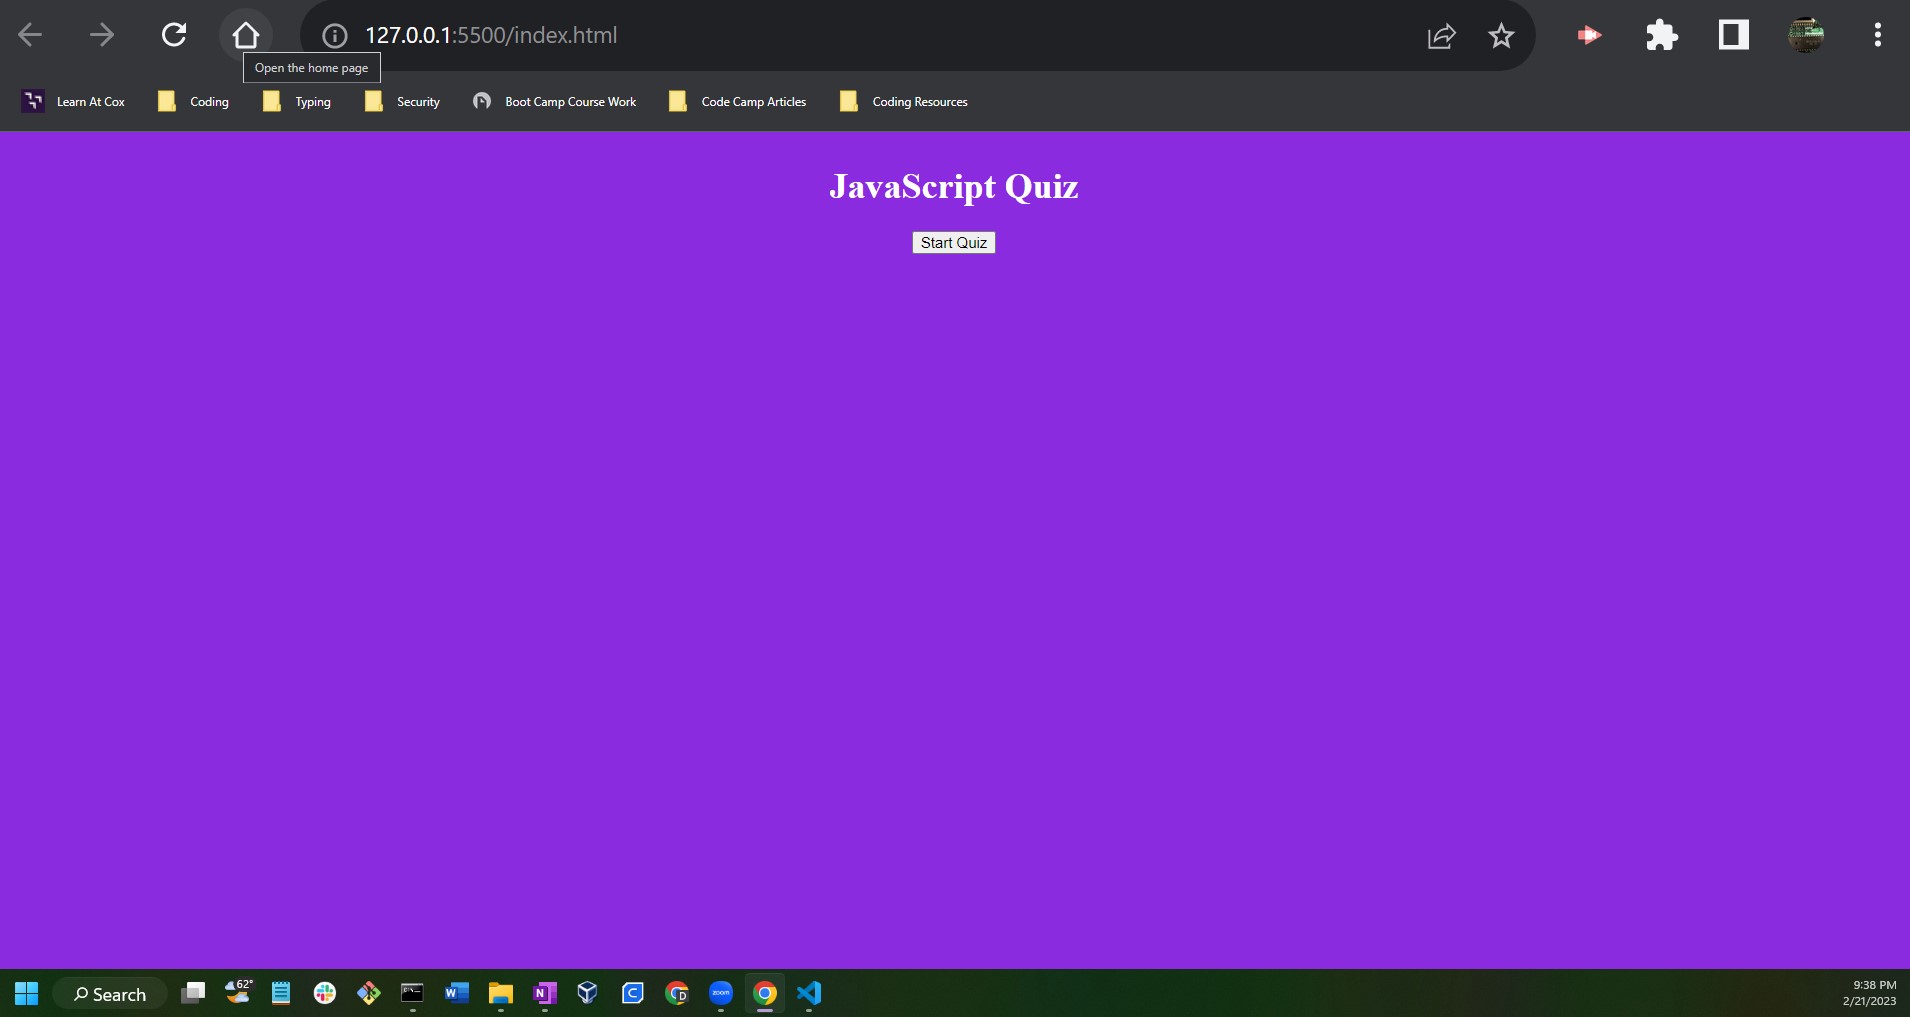 127.0.0.1:5500/index.html
Open the home page
Learn At Cox Coding Typing Security Boot Camp Course Work Code Camp Articles Coding Resources
JavaScript Quiz
Start Quiz
62°
Search
N
W
C
D
zoom
9:38 PM
2/21/2023